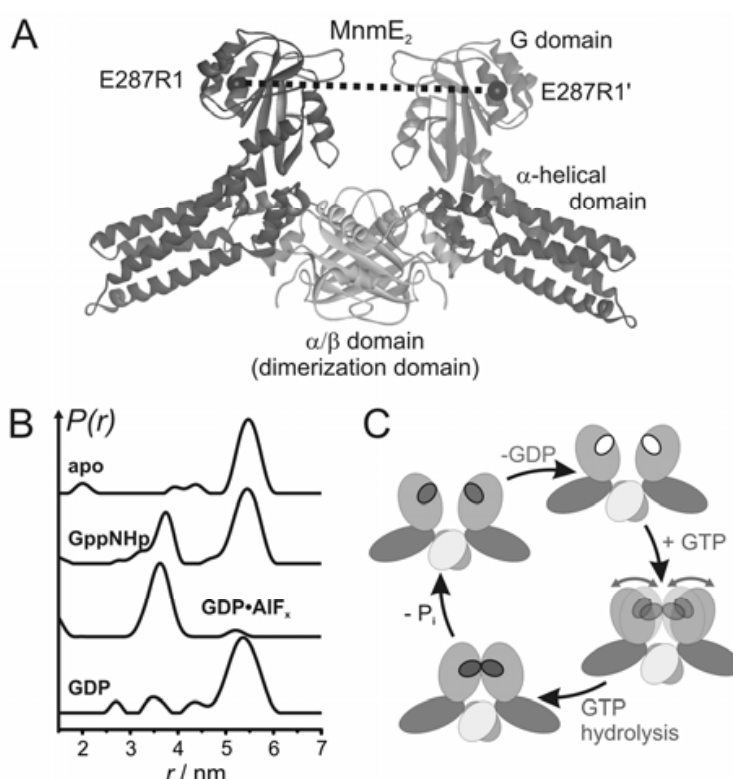 A
MnmE₂
G domain
E287R1
E287R1'
α-helical
domain
α/β domain
(dimerization domain)
B
P(r)
apo
GppNHp
GDP•AlFₓ
GDP
2 3 4 5 6 7
r / nm
C
-GDP
+ GTP
GTP
hydrolysis
- Pᵢ